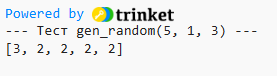 Powered by trinket
--- Тест gen_random(5, 1, 3) ---
[3, 2, 2, 2, 2]